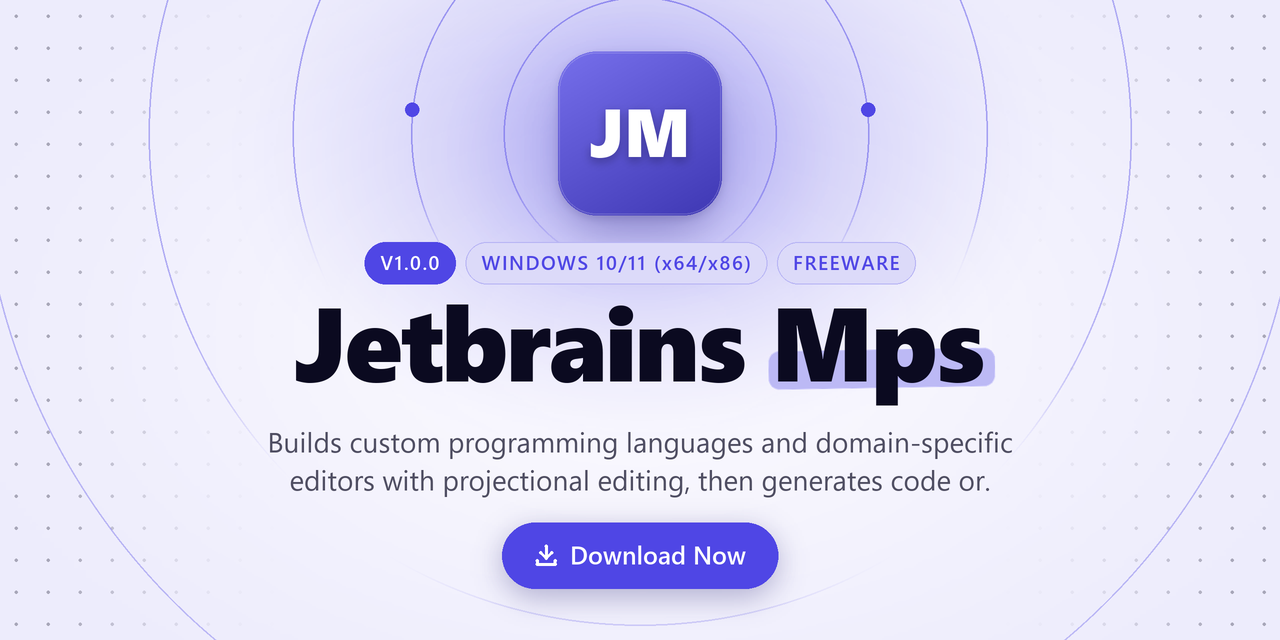 JM
V1.0.0
WINDOWS 10/11 (x64/x86)
FREEWARE
Jetbrains Mps
Builds custom programming languages and domain-specific
editors with projectional editing, then generates code or.
Download Now